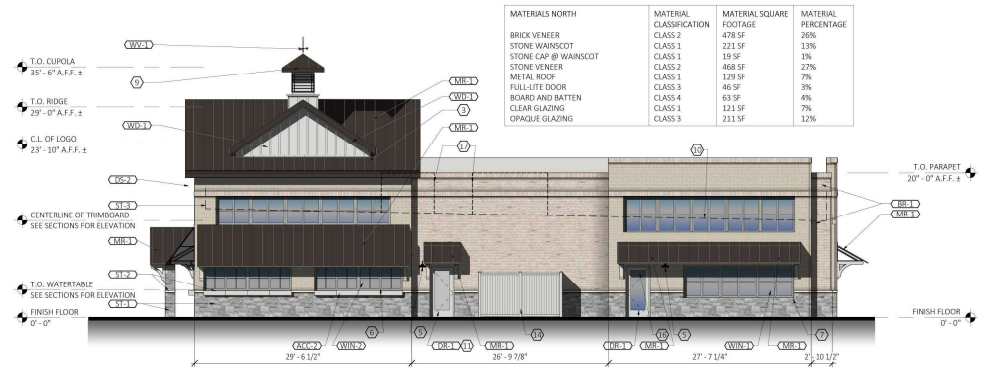 MATERIALS NORTH MATERIAL CLASSIFICATION MATERIAL SQUARE FOOTAGE MATERIAL PERCENTAGE
BRICK VENEER CLASS 2 478 SF 26%
STONE WAINSCOT CLASS 1 221 SF 13%
STONE CAP @ WAINSCOT CLASS 1 19 SF 1%
STONE VENEER CLASS 2 468 SF 27%
METAL ROOF CLASS 1 129 SF 7%
FULL-LITE DOOR CLASS 3 46 SF 3%
BOARD AND BATTEN CLASS 4 63 SF 4%
CLEAR GLAZING CLASS 1 121 SF 7%
OPAQUE GLAZING CLASS 3 211 SF 12%
WV-1
T.O. CUPOLA
35' - 6" A.F.F. ±
9
MR-1
T.O. RIDGE
29' - 0" A.F.F. ±
WD-1
3
WD-1
MR-1
C.L. OF LOGO
23' - 10" A.F.F. ±
17
10
T.O. PARAPET
20" - 0" A.F.F. ±
DS-2
ST-3
BR-1
CENTERLINE OF TRIMBOARD
SEE SECTIONS FOR ELEVATION
MR-1
MR-1
ST-2
T.O. WATERTABLE
SEE SECTIONS FOR ELEVATION
ST-1
FINISH FLOOR
0' - 0"
FINISH FLOOR
0' - 0"
6
5
14
16
5
7
ACC-2
WIN-2
DR-1
11
MR-1
DR-1
MR-1
WIN-1
MR-1
29' - 6 1/2"
26' - 9 7/8"
27' - 7 1/4"
2' - 10 1/2"